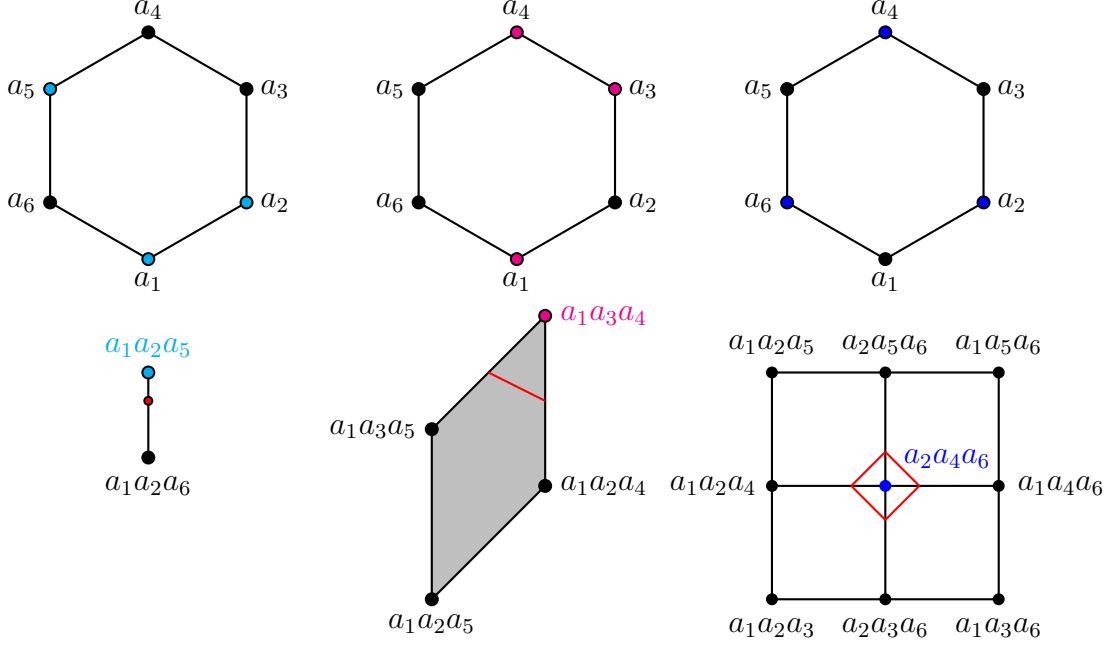 a₄ a₄ a₄
a₅ a₃ a₅ a₃ a₅ a₃
a₆ a₂ a₆ a₂ a₆ a₂
a₁ a₁ a₁
a₁a₃a₄
a₁a₂a₅ a₁a₂a₅ a₂a₅a₆ a₁a₅a₆
a₁a₃a₅ a₂a₄a₆
a₁a₂a₆ a₁a₂a₄ a₁a₂a₄ a₁a₄a₆
a₁a₂a₅ a₁a₂a₃ a₂a₃a₆ a₁a₃a₆